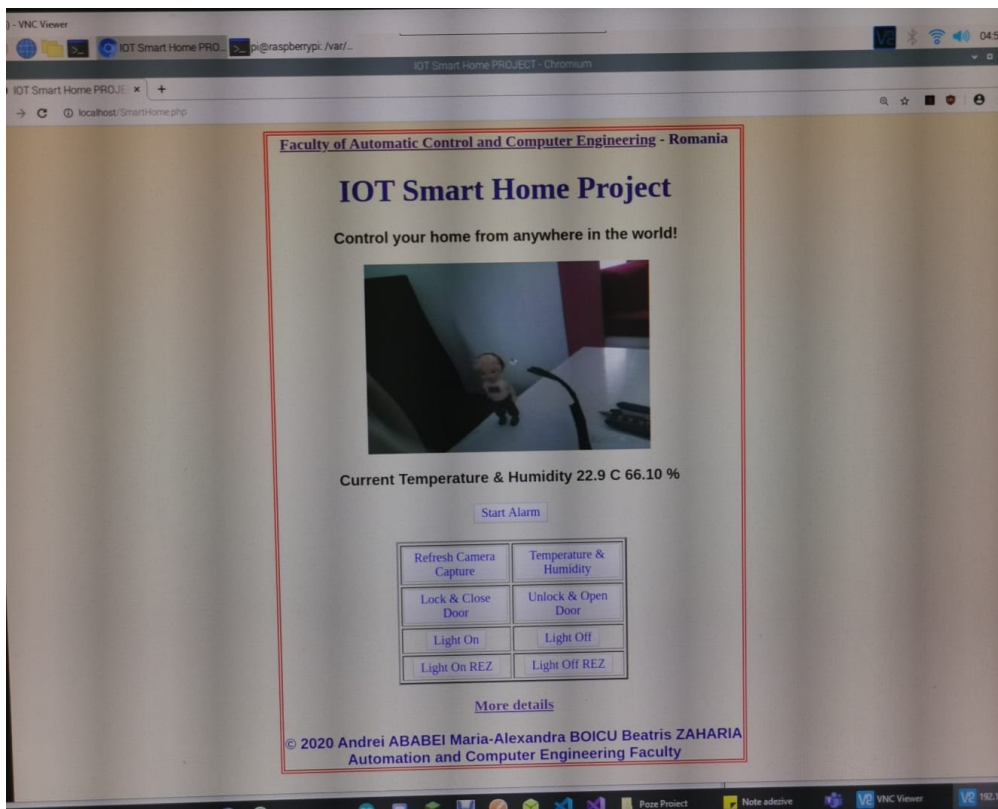 ) - VNC Viewer
IOT Smart Home PRO...
pi@raspberrypi: /var/...
04:5
IOT Smart Home PROJECT - Chromium
IOT Smart Home PROJE
localhost/SmartHome.php
Faculty of Automatic Control and Computer Engineering - Romania
IOT Smart Home Project
Control your home from anywhere in the world!
Current Temperature & Humidity 22.9 C 66.10 %
Start Alarm
Refresh Camera
Capture
Temperature &
Humidity
Lock & Close
Door
Unlock & Open
Door
Light On
Light Off
Light On REZ
Light Off REZ
More details
© 2020 Andrei ABABEI Maria-Alexandra BOICU Beatris ZAHARIA
Automation and Computer Engineering Faculty
Poze Proiect
Note adezive
VNC Viewer
192.1